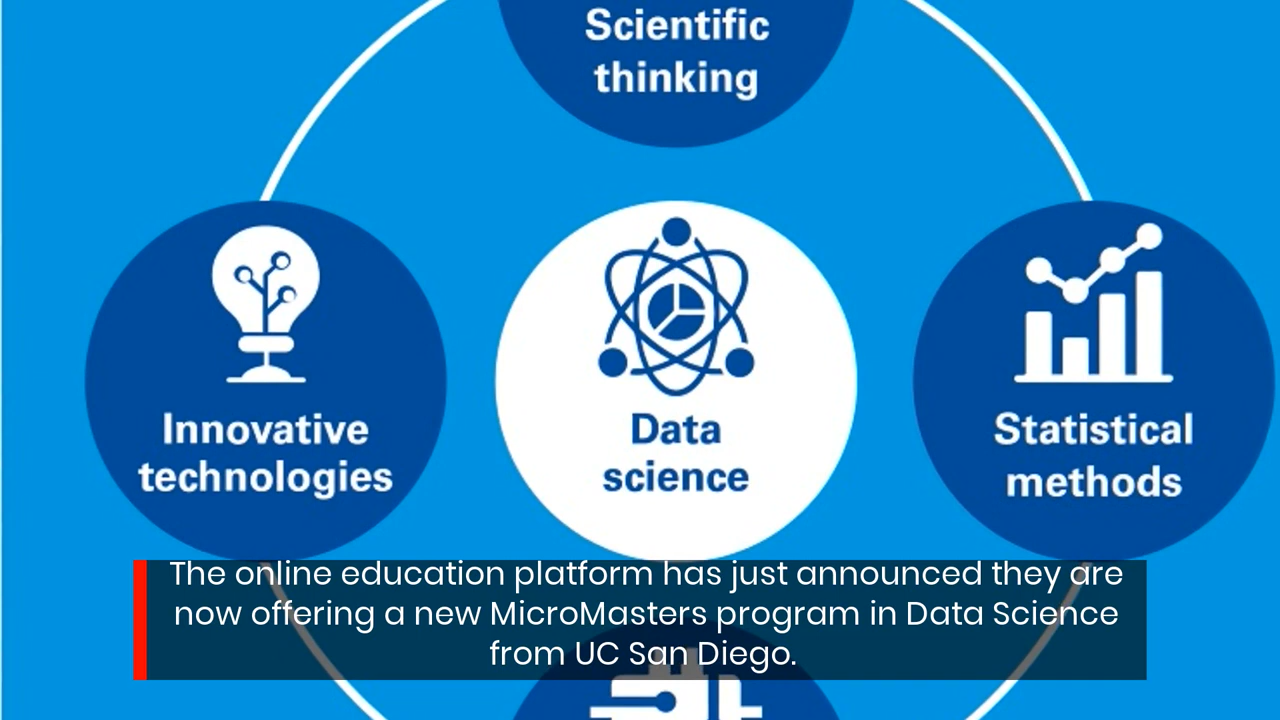 Scientific
thinking
Innovative
technologies
Data
science
Statistical
methods
The online education platform has just announced they are
now offering a new MicroMasters program in Data Science
from UC San Diego.